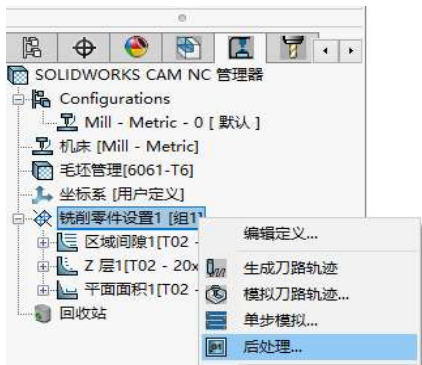 SOLIDWORKS CAM NC 管理器
Configurations
Mill - Metric - 0 [ 默认 ]
机床 [Mill - Metric]
毛坯管理[6061-T6]
坐标系 [用户定义]
铣削零件设置1 [组1]
区域间隙1[T02 -
Z 层1[T02 - 20x
平面面积1[T02 -
回收站
编辑定义...
生成刀路轨迹
模拟刀路轨迹...
单步模拟...
后处理...